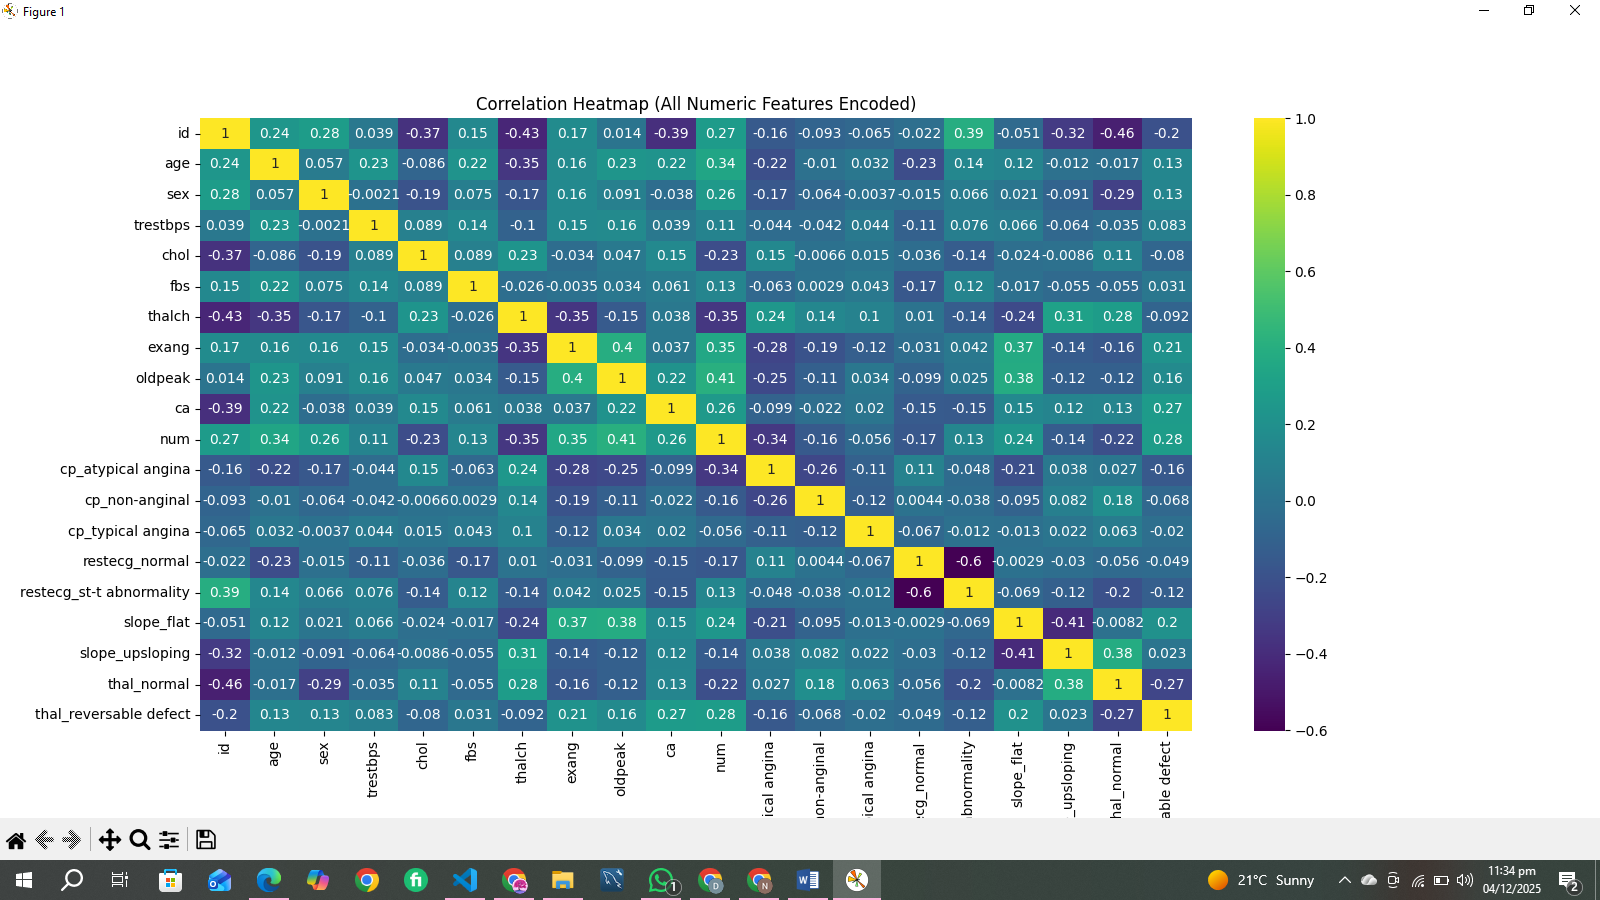 Figure 1
Correlation Heatmap (All Numeric Features Encoded)
id 1 0.24 0.28 0.039 -0.37 0.15 -0.43 0.17 0.014 -0.39 0.27 -0.16 -0.093 -0.065 -0.022 0.39 -0.051 -0.32 -0.46 -0.2
age 0.24 1 0.057 0.23 -0.086 0.22 -0.35 0.16 0.23 0.22 0.34 -0.22 -0.01 0.032 -0.23 0.14 0.12 -0.012 -0.017 0.13
sex 0.28 0.057 1 -0.0021 -0.19 0.075 -0.17 0.16 0.091 -0.038 0.26 -0.17 -0.064 -0.0037 -0.015 0.066 0.021 -0.091 -0.29 0.13
trestbps 0.039 0.23 -0.0021 1 0.089 0.14 -0.1 0.15 0.16 0.039 0.11 -0.044 -0.042 0.044 -0.11 0.076 0.066 -0.064 -0.035 0.083
chol -0.37 -0.086 -0.19 0.089 1 0.089 0.23 -0.034 0.047 0.15 -0.23 0.15 -0.0066 0.015 -0.036 -0.14 -0.024 -0.0086 0.11 -0.08
fbs 0.15 0.22 0.075 0.14 0.089 1 -0.026 -0.0035 0.034 0.061 0.13 -0.063 0.0029 0.043 -0.17 0.12 -0.017 -0.055 -0.055 0.031
thalch -0.43 -0.35 -0.17 -0.1 0.23 -0.026 1 -0.35 -0.15 0.038 -0.35 0.24 0.14 0.1 0.01 -0.14 -0.24 0.31 0.28 -0.092
exang 0.17 0.16 0.16 0.15 -0.034 -0.0035 -0.35 1 0.4 0.037 0.35 -0.28 -0.19 -0.12 -0.031 0.042 0.37 -0.14 -0.16 0.21
oldpeak 0.014 0.23 0.091 0.16 0.047 0.034 -0.15 0.4 1 0.22 0.41 -0.25 -0.11 0.034 -0.099 0.025 0.38 -0.12 -0.12 0.16
ca -0.39 0.22 -0.038 0.039 0.15 0.061 0.038 0.037 0.22 1 0.26 -0.099 -0.022 0.02 -0.15 -0.15 0.15 0.12 0.13 0.27
num 0.27 0.34 0.26 0.11 -0.23 0.13 -0.35 0.35 0.41 0.26 1 -0.34 -0.16 -0.056 -0.17 0.13 0.24 -0.14 -0.22 0.28
cp_atypical angina -0.16 -0.22 -0.17 -0.044 0.15 -0.063 0.24 -0.28 -0.25 -0.099 -0.34 1 -0.26 -0.11 0.11 -0.048 -0.21 0.038 0.027 -0.16
cp_non-anginal -0.093 -0.01 -0.064 -0.042 -0.0066 0.0029 0.14 -0.19 -0.11 -0.022 -0.16 -0.26 1 -0.12 0.0044 -0.038 -0.095 0.082 0.18 -0.068
cp_typical angina -0.065 0.032 -0.0037 0.044 0.015 0.043 0.1 -0.12 0.034 0.02 -0.056 -0.11 -0.12 1 -0.067 -0.012 -0.013 0.022 0.063 -0.02
restecg_normal -0.022 -0.23 -0.015 -0.11 -0.036 -0.17 0.01 -0.031 -0.099 -0.15 -0.17 0.11 0.0044 -0.067 1 -0.6 -0.0029 -0.03 -0.056 -0.049
restecg_st-t abnormality 0.39 0.14 0.066 0.076 -0.14 0.12 -0.14 0.042 0.025 -0.15 0.13 -0.048 -0.038 -0.012 -0.6 1 -0.069 -0.12 -0.2 -0.12
slope_flat -0.051 0.12 0.021 0.066 -0.024 -0.017 -0.24 0.37 0.38 0.15 0.24 -0.21 -0.095 -0.013 -0.0029 -0.069 1 -0.41 -0.0082 0.2
slope_upsloping -0.32 -0.012 -0.091 -0.064 -0.0086 -0.055 0.31 -0.14 -0.12 0.12 -0.14 0.038 0.082 0.022 -0.03 -0.12 -0.41 1 0.38 0.023
thal_normal -0.46 -0.017 -0.29 -0.035 0.11 -0.055 0.28 -0.16 -0.12 0.13 -0.22 0.027 0.18 0.063 -0.056 -0.2 -0.0082 0.38 1 -0.27
thal_reversable defect -0.2 0.13 0.13 0.083 -0.08 0.031 -0.092 0.21 0.16 0.27 0.28 -0.16 -0.068 -0.02 -0.049 -0.12 0.2 0.023 -0.27 1
id
age
sex
trestbps
chol
fbs
thalch
exang
oldpeak
ca
num
ical angina
non-anginal
ical angina
ecg_normal
abnormality
slope_flat
_upsloping
hal_normal
able defect
1.0
0.8
0.6
0.4
0.2
0.0
−0.2
−0.4
−0.6
21°C Sunny
11:34 pm
04/12/2025
1
D
N
2